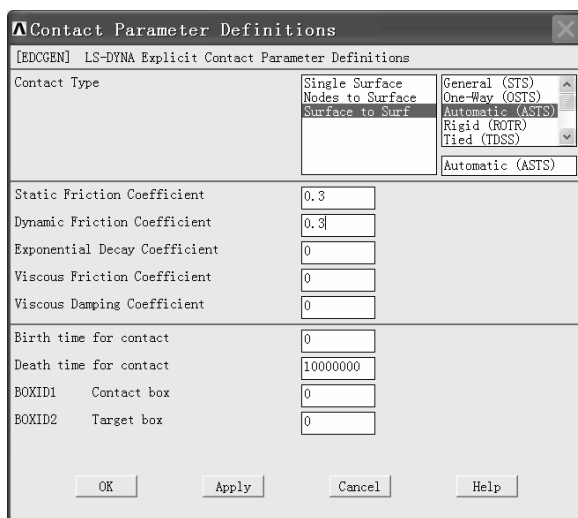 Contact Parameter Definitions
[EDCGEN] LS-DYNA Explicit Contact Parameter Definitions
Contact Type
Single Surface
Nodes to Surface
Surface to Surf
General (STS)
One-Way (OSTS)
Automatic (ASTS)
Rigid (ROTR)
Tied (TDSS)
Automatic (ASTS)
Static Friction Coefficient 0.3
Dynamic Friction Coefficient 0.3
Exponential Decay Coefficient 0
Viscous Friction Coefficient 0
Viscous Damping Coefficient 0
Birth time for contact 0
Death time for contact 10000000
BOXID1 Contact box 0
BOXID2 Target box 0
OK Apply Cancel Help